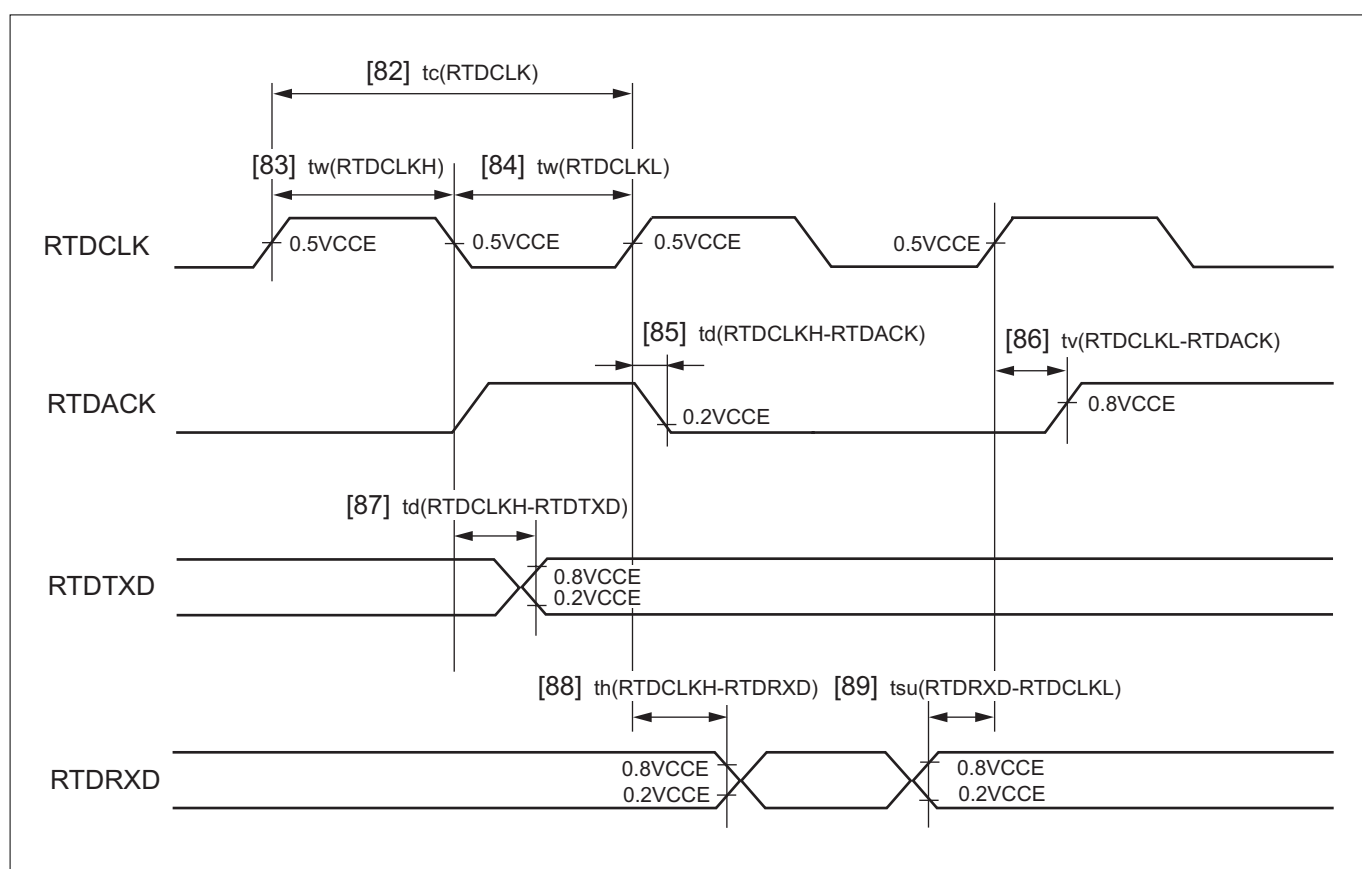 [82] tc(RTDCLK)
[83] tw(RTDCLKH)
[84] tw(RTDCLKL)
RTDCLK
0.5VCCE
0.5VCCE
0.5VCCE
0.5VCCE
[85] td(RTDCLKH-RTDACK)
[86] tv(RTDCLKL-RTDACK)
RTDACK
0.2VCCE
0.8VCCE
[87] td(RTDCLKH-RTDTXD)
RTDTXD
0.8VCCE
0.2VCCE
[88] th(RTDCLKH-RTDRXD)
[89] tsu(RTDRXD-RTDCLKL)
RTDRXD
0.8VCCE
0.2VCCE
0.8VCCE
0.2VCCE